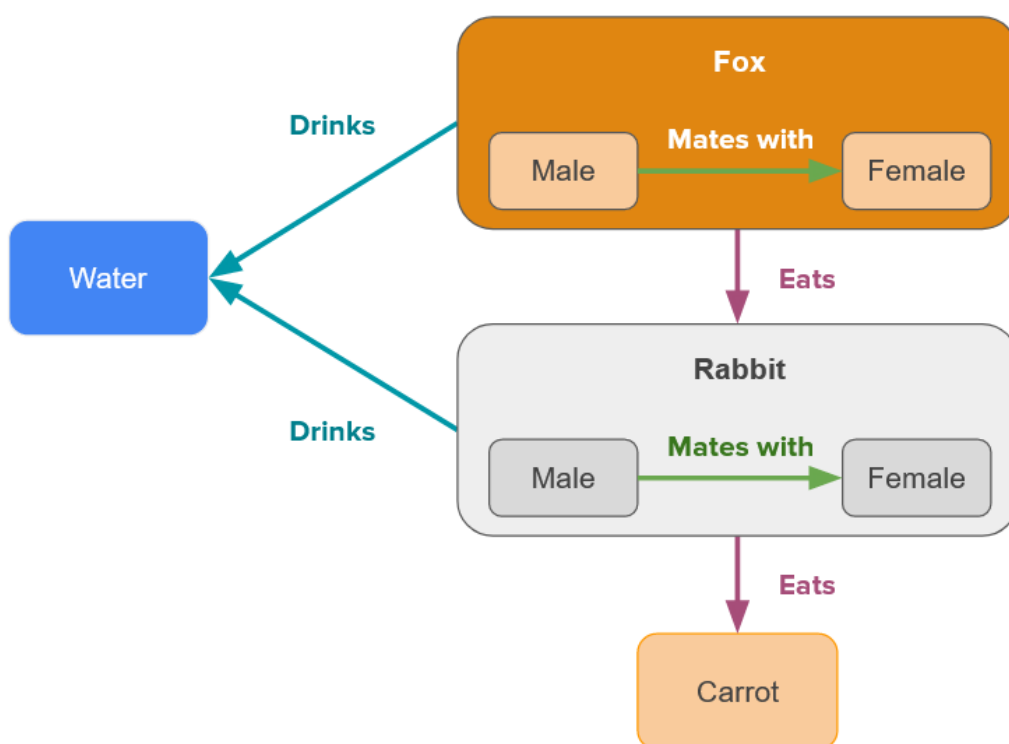 Fox
Drinks
Mates with
Male
Female
Water
Eats
Rabbit
Drinks
Mates with
Male
Female
Eats
Carrot